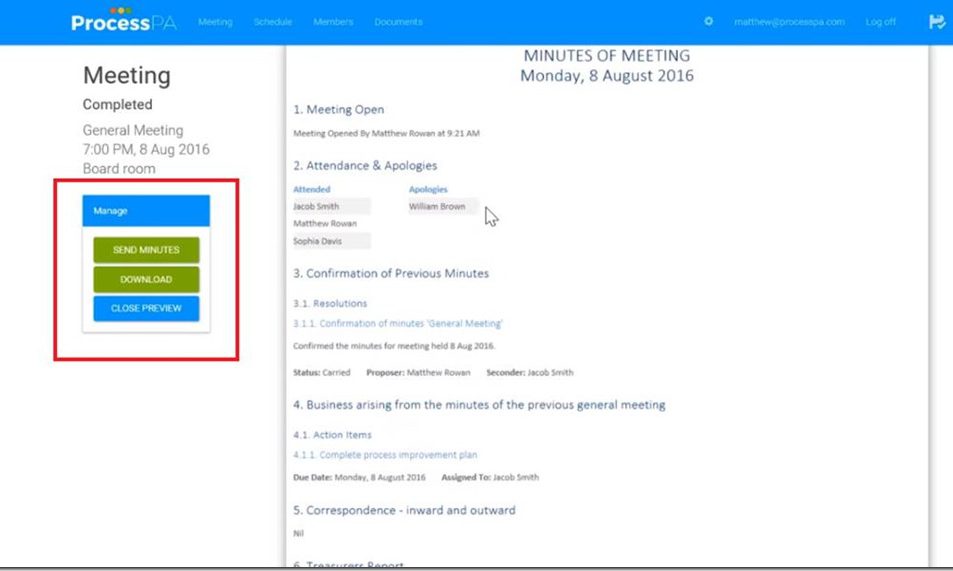 ProcessPA Meeting Schedule Members Documents matthew@processpa.com Log off
Meeting
Completed
General Meeting
7:00 PM, 8 Aug 2016
Board room
Manage
SEND MINUTES
DOWNLOAD
CLOSE PREVIEW
MINUTES OF MEETING
Monday, 8 August 2016
1. Meeting Open
Meeting Opened By Matthew Rowan at 9:21 AM
2. Attendance & Apologies
Attended Apologies
Jacob Smith William Brown
Matthew Rowan
Sophia Davis
3. Confirmation of Previous Minutes
3.1. Resolutions
3.1.1. Confirmation of minutes 'General Meeting'
Confirmed the minutes for meeting held 8 Aug 2016.
Status: Carried Proposer: Matthew Rowan Seconder: Jacob Smith
4. Business arising from the minutes of the previous general meeting
4.1. Action Items
4.1.1. Complete process improvement plan
Due Date: Monday, 8 August 2016 Assigned To: Jacob Smith
5. Correspondence - inward and outward
Nil
6. Treasurers Report